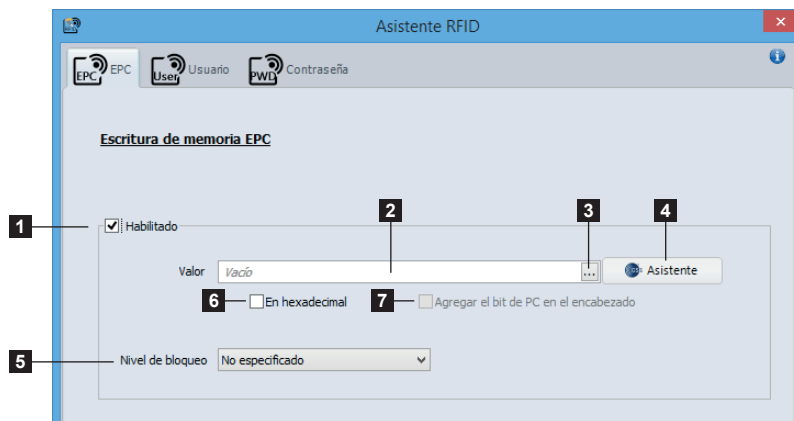 Asistente RFID
EPC EPC User Usuario PWD Contraseña
Escritura de memoria EPC
2 3 4
1 Habilitado
Valor Vacío ... Asistente
6 En hexadecimal 7 Agregar el bit de PC en el encabezado
5 Nivel de bloqueo No especificado